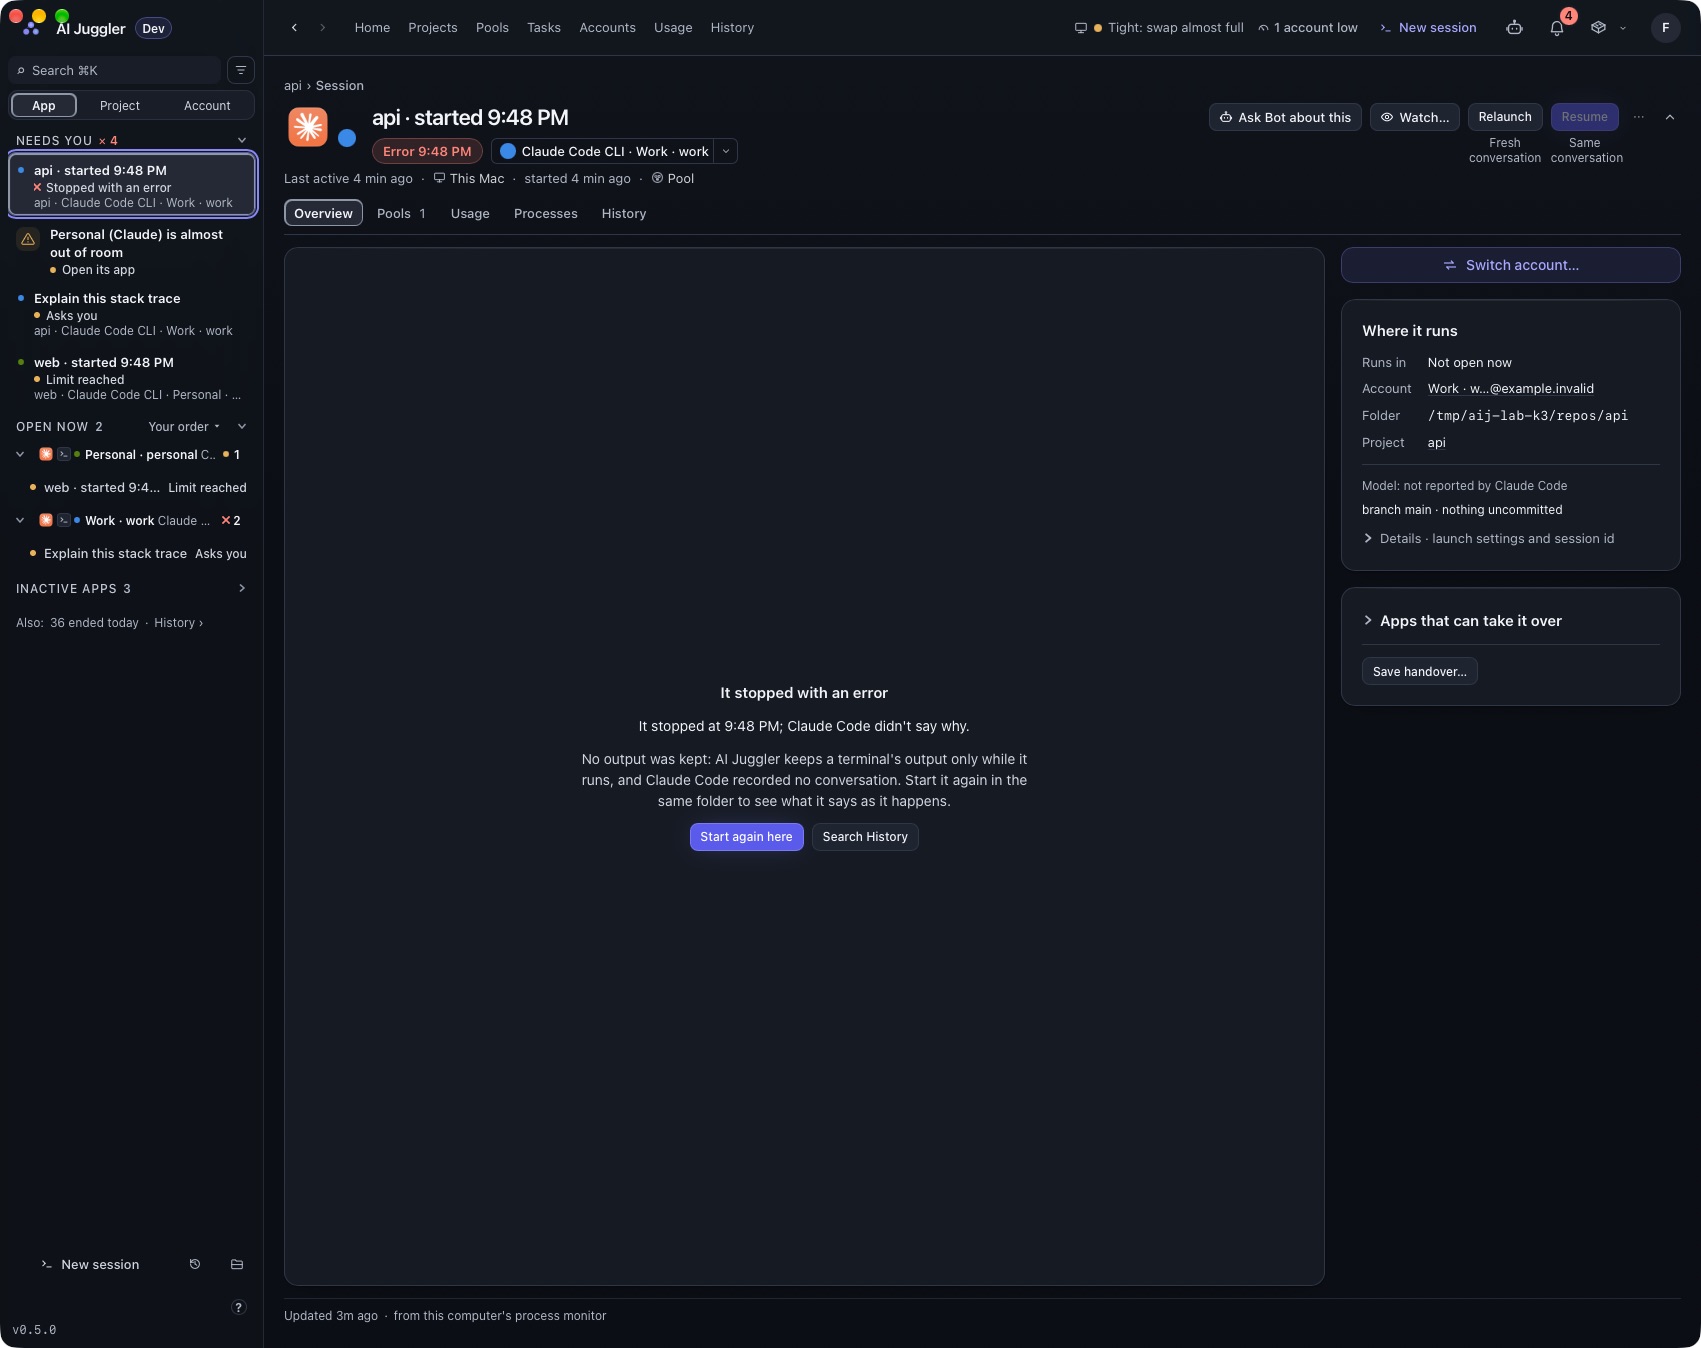 AI Juggler Dev
Search ⌘K
App Project Account
NEEDS YOU × 4
api · started 9:48 PM
Stopped with an error
api · Claude Code CLI · Work · work
Personal (Claude) is almost
out of room
Open its app
Explain this stack trace
Asks you
api · Claude Code CLI · Work · work
web · started 9:48 PM
Limit reached
web · Claude Code CLI · Personal · ...
OPEN NOW 2 Your order
Personal · personal C.. 1
web · started 9:4... Limit reached
Work · work Claude ... ×2
Explain this stack trace Asks you
INACTIVE APPS 3
Also: 36 ended today · History ›
New session
?
v0.5.0
Home Projects Pools Tasks Accounts Usage History
Tight: swap almost full 1 account low New session 4 F
api › Session
api · started 9:48 PM
Error 9:48 PM Claude Code CLI · Work · work
Last active 4 min ago · This Mac · started 4 min ago · Pool
Ask Bot about this Watch... Relaunch Resume ...
Fresh conversation
Same conversation
Overview Pools 1 Usage Processes History
It stopped with an error
It stopped at 9:48 PM; Claude Code didn't say why.
No output was kept: AI Juggler keeps a terminal's output only while it
runs, and Claude Code recorded no conversation. Start it again in the
same folder to see what it says as it happens.
Start again here Search History
Switch account...
Where it runs
Runs in Not open now
Account Work · w...@example.invalid
Folder /tmp/aij-lab-k3/repos/api
Project api
Model: not reported by Claude Code
branch main · nothing uncommitted
Details · launch settings and session id
Apps that can take it over
Save handover...
Updated 3m ago · from this computer's process monitor